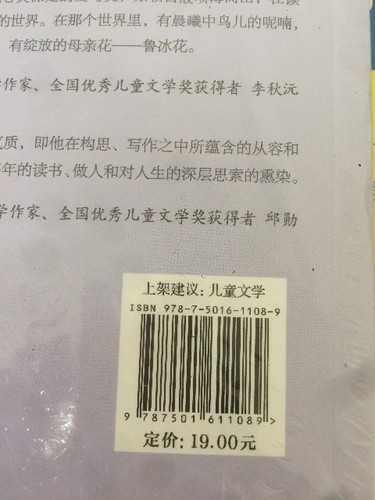 的世界。在那个世界里，有晨曦中鸟儿的呢喃，
有绽放的母亲花——鲁冰花。
作家、全国优秀儿童文学奖获得者 李秋沅
质，即他在构思、写作之中所蕴含的从容和
年的读书、做人和对人生的深层思索的熏染。
作家、全国优秀儿童文学奖获得者 邱勋
上架建议：儿童文学
ISBN 978-7-5016-1108-9
9 787501 611089 >
定价：19.00元